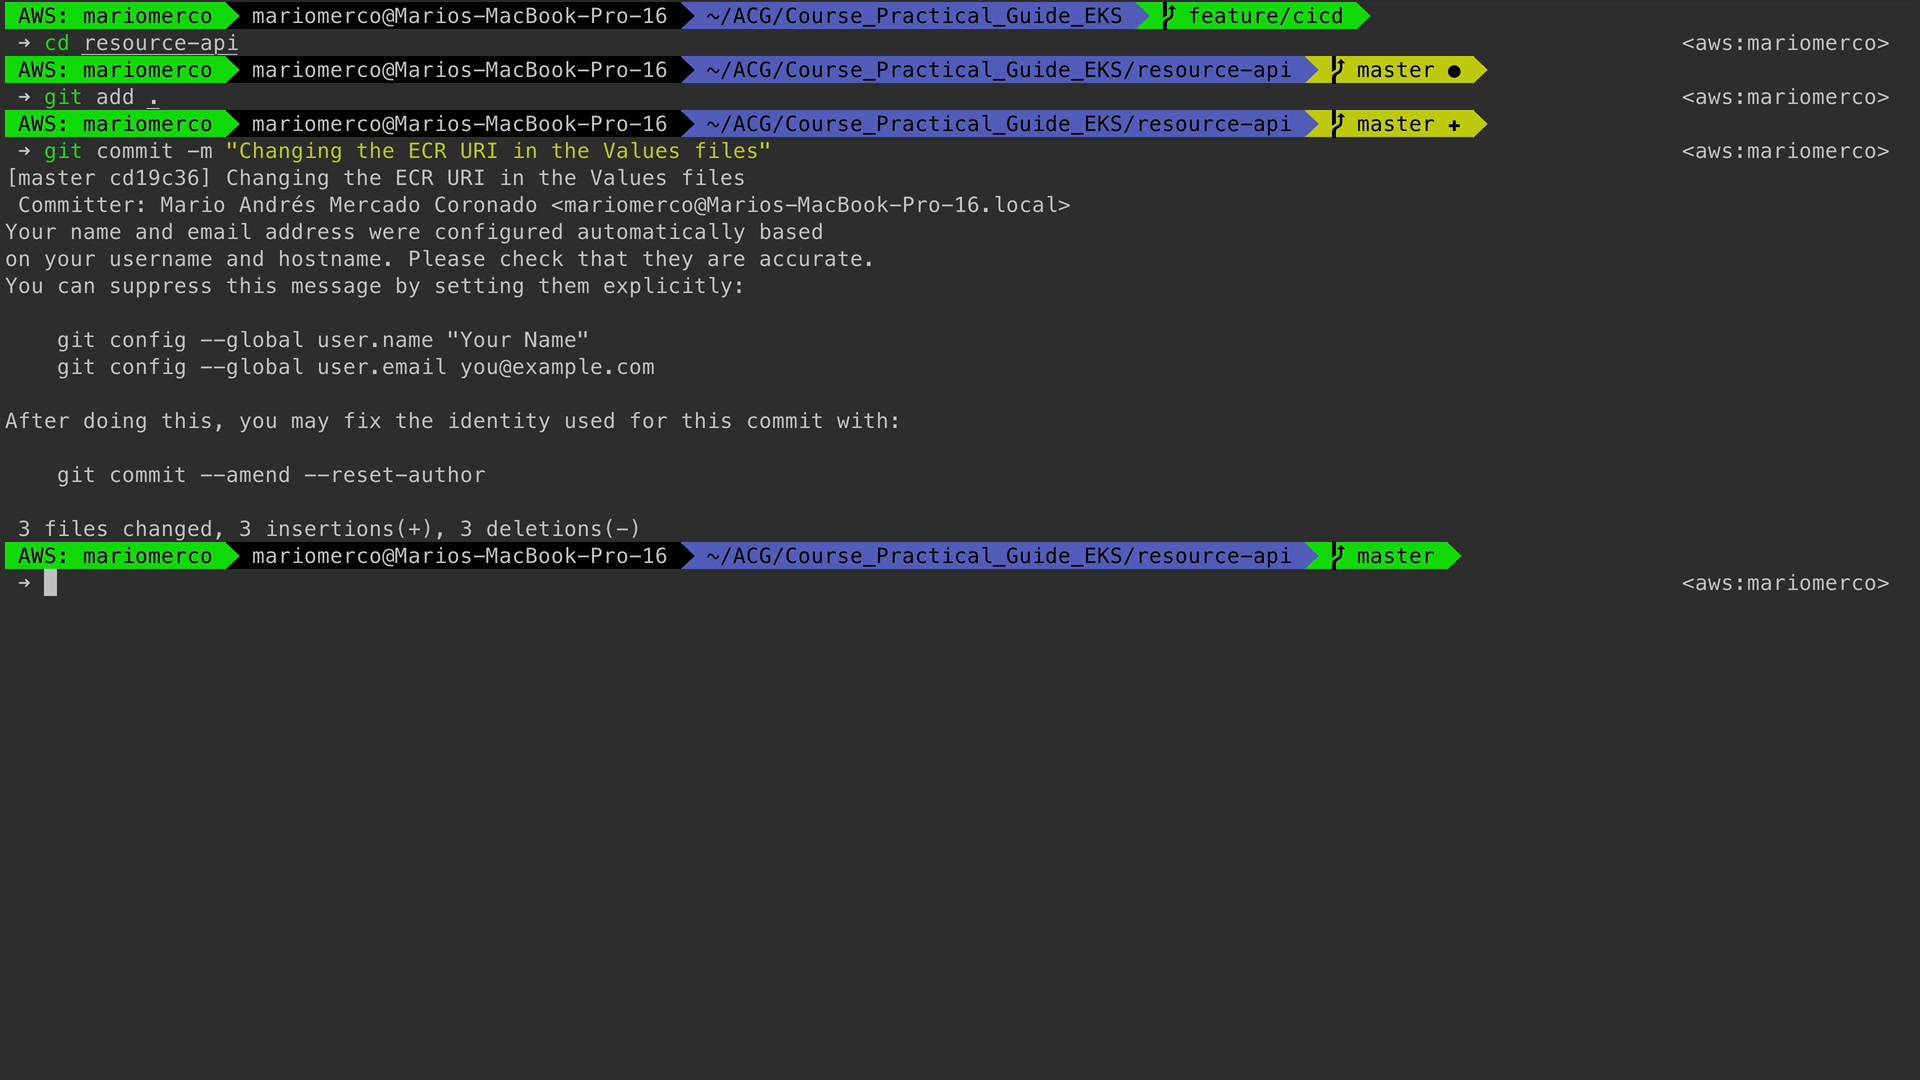 AWS: mariomerco mariomerco@Marios-MacBook-Pro-16 ~/ACG/Course_Practical_Guide_EKS feature/cicd
→ cd resource-api <aws:mariomerco>
AWS: mariomerco mariomerco@Marios-MacBook-Pro-16 ~/ACG/Course_Practical_Guide_EKS/resource-api master ●
→ git add . <aws:mariomerco>
AWS: mariomerco mariomerco@Marios-MacBook-Pro-16 ~/ACG/Course_Practical_Guide_EKS/resource-api master ✚
→ git commit -m "Changing the ECR URI in the Values files" <aws:mariomerco>
[master cd19c36] Changing the ECR URI in the Values files
Committer: Mario Andrés Mercado Coronado <mariomerco@Marios-MacBook-Pro-16.local>
Your name and email address were configured automatically based
on your username and hostname. Please check that they are accurate.
You can suppress this message by setting them explicitly:
git config --global user.name "Your Name"
git config --global user.email you@example.com
After doing this, you may fix the identity used for this commit with:
git commit --amend --reset-author
3 files changed, 3 insertions(+), 3 deletions(-)
AWS: mariomerco mariomerco@Marios-MacBook-Pro-16 ~/ACG/Course_Practical_Guide_EKS/resource-api master
→ <aws:mariomerco>